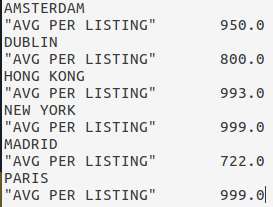 AMSTERDAM
"AVG PER LISTING" 950.0
DUBLIN
"AVG PER LISTING" 800.0
HONG KONG
"AVG PER LISTING" 993.0
NEW YORK
"AVG PER LISTING" 999.0
MADRID
"AVG PER LISTING" 722.0
PARIS
"AVG PER LISTING" 999.0